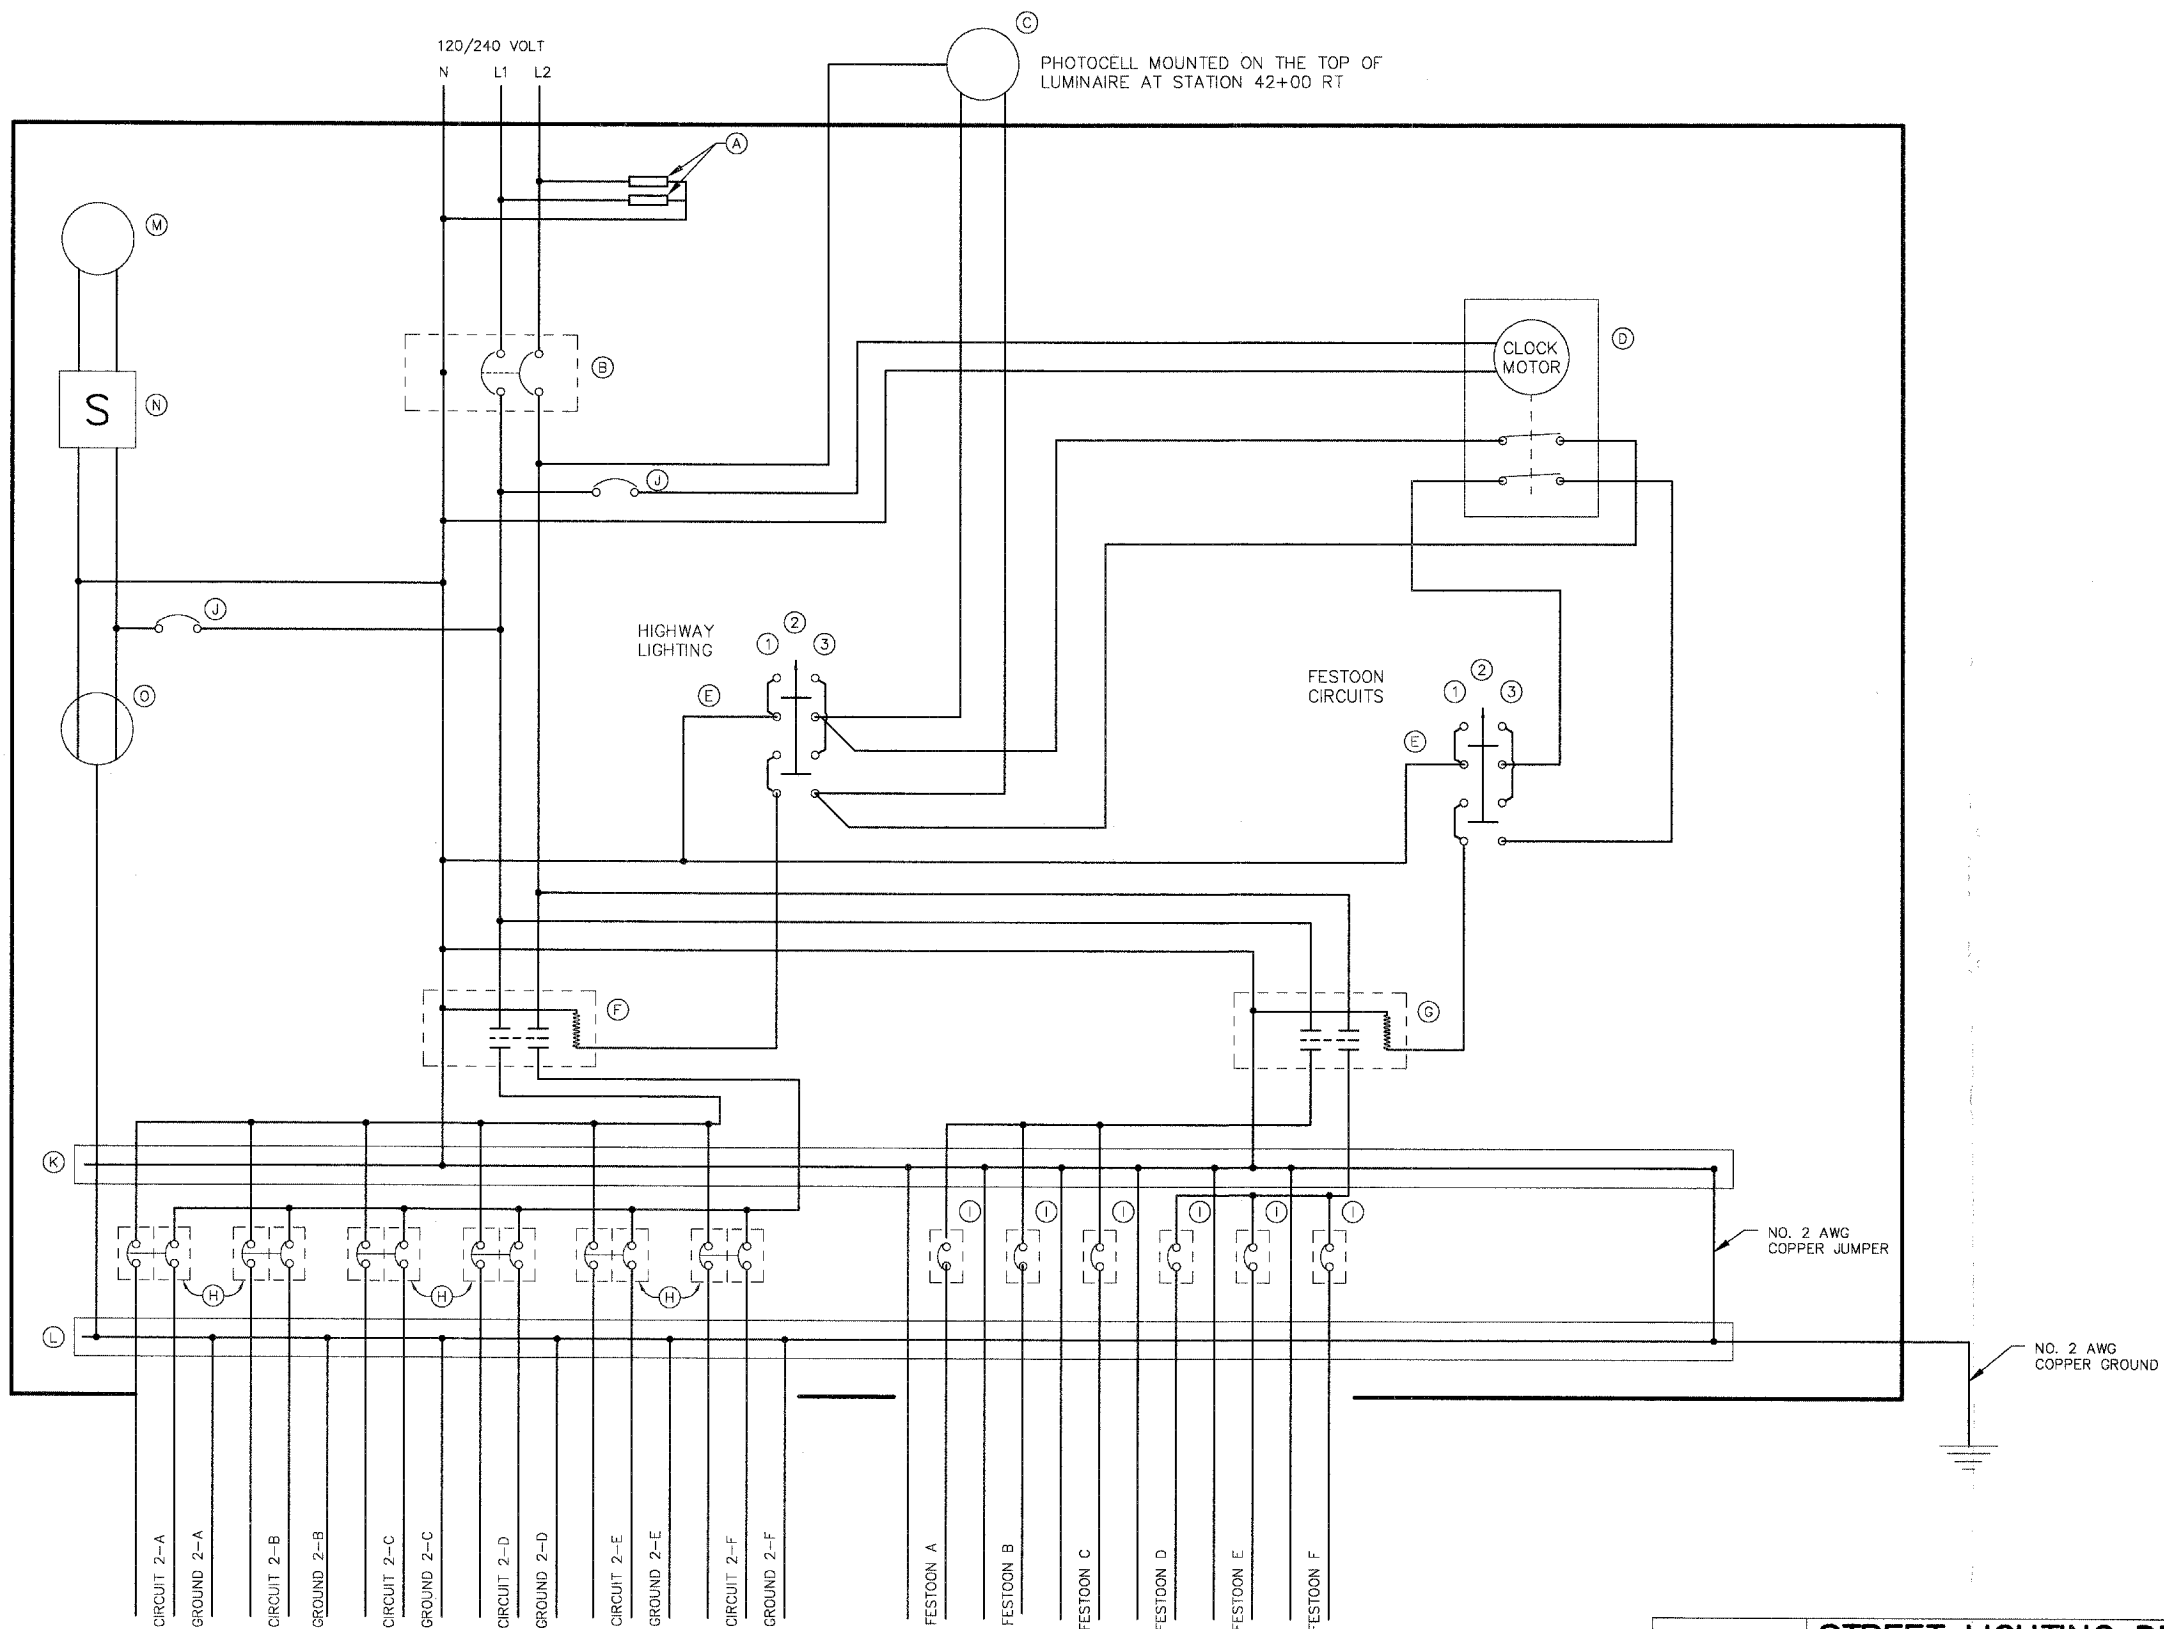 120/240 VOLT
N L1 L2
C
PHOTOCELL MOUNTED ON THE TOP OF
LUMINAIRE AT STATION 42+00 RT
A
M
B
D
CLOCK
MOTOR
S
N
J
J
O
HIGHWAY
LIGHTING
1 2 3
E
FESTOON
CIRCUITS
1 2 3
E
F
G
K
I I I I I I
NO. 2 AWG
COPPER JUMPER
H H H
L
NO. 2 AWG
COPPER GROUND
CIRCUIT 2-A
GROUND 2-A
CIRCUIT 2-B
GROUND 2-B
CIRCUIT 2-C
GROUND 2-C
CIRCUIT 2-D
GROUND 2-D
CIRCUIT 2-E
GROUND 2-E
CIRCUIT 2-F
GROUND 2-F
FESTOON A
FESTOON B
FESTOON C
FESTOON D
FESTOON E
FESTOON F
STREET LIGHTING